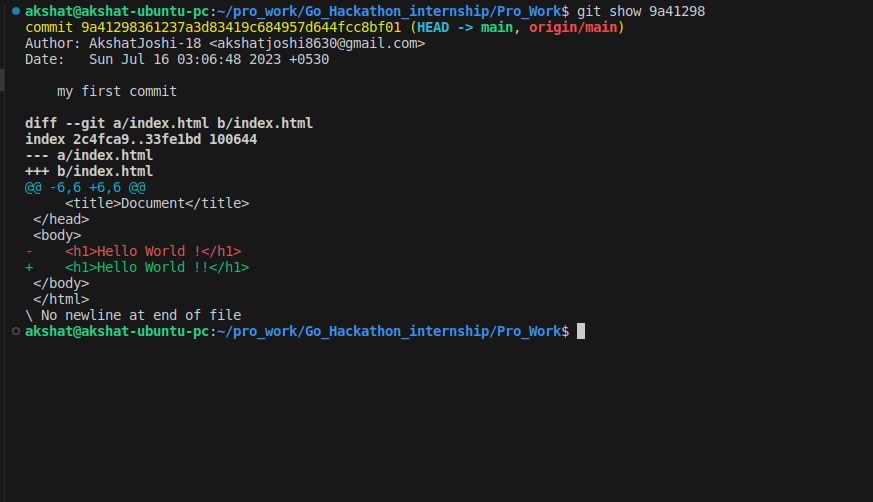 akshat@akshat-ubuntu-pc:~/pro_work/Go_Hackathon_internship/Pro_Work$ git show 9a41298
commit 9a41298361237a3d83419c684957d644fcc8bf01 (HEAD -> main, origin/main)
Author: AkshatJoshi-18 <akshatjoshi8630@gmail.com>
Date:   Sun Jul 16 03:06:48 2023 +0530

    my first commit

diff --git a/index.html b/index.html
index 2c4fca9..33fe1bd 100644
--- a/index.html
+++ b/index.html
@@ -6,6 +6,6 @@
     <title>Document</title>
 </head>
 <body>
-    <h1>Hello World !</h1>
+    <h1>Hello World !!</h1>
 </body>
 </html>
\ No newline at end of file
akshat@akshat-ubuntu-pc:~/pro_work/Go_Hackathon_internship/Pro_Work$